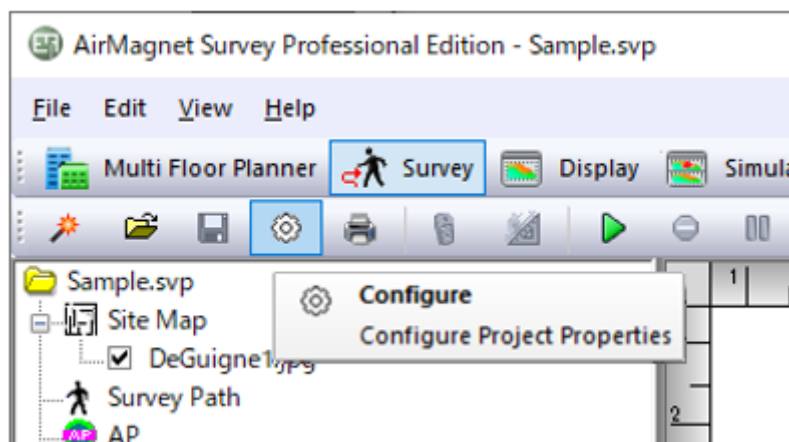 AirMagnet Survey Professional Edition - Sample.svp
File Edit View Help
Multi Floor Planner Survey Display Simula
Sample.svp
Configure
Configure Project Properties
1
Site Map
DeGuigne1.jpg
Survey Path
2
AP